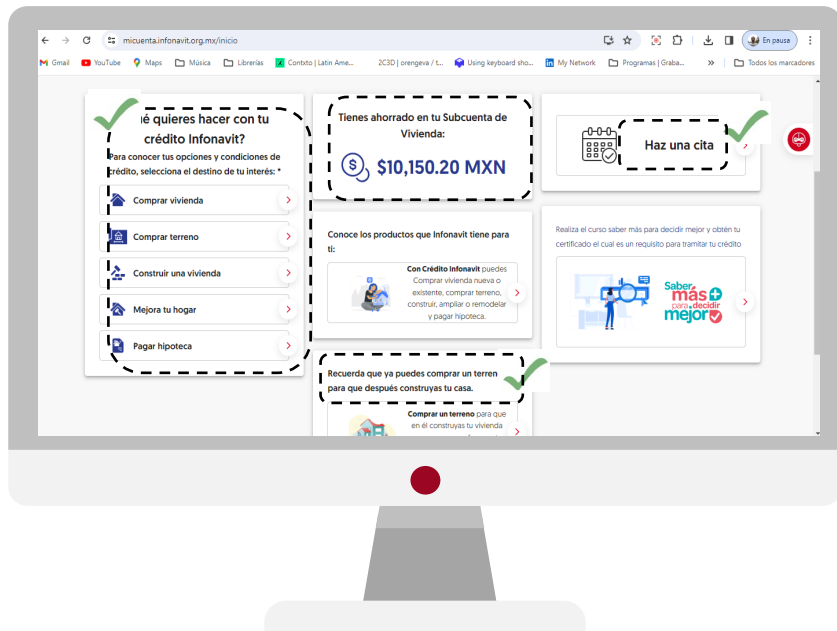 micuenta.infonavit.org.mx/inicio
En pausa
Gmail
YouTube
Maps
Música
Librerías
Contxto | Latin Ame...
2C3D | orengeva / t...
Using keyboard sho...
My Network
Programas | Graba...
Todos los marcadores
é quieres hacer con tu
crédito Infonavit?
Para conocer tus opciones y condiciones de
crédito, selecciona el destino de tu interés: *
Comprar vivienda
Comprar terreno
Construir una vivienda
Mejora tu hogar
Pagar hipoteca
Tienes ahorrado en tu Subcuenta de
Vivienda:
$10,150.20 MXN
Conoce los productos que Infonavit tiene para
ti:
Con Crédito Infonavit puedes
Comprar vivienda nueva o
existente, comprar terreno,
construir, ampliar o remodelar
y pagar hipoteca.
Recuerda que ya puedes comprar un terren
para que después construyas tu casa.
Comprar un terreno para que
en él construyas tu vivienda
Haz una cita
Realiza el curso saber más para decidir mejor y obtén tu
certificado el cual es un requisito para tramitar tu crédito
Saber
más
para decidir
mejor